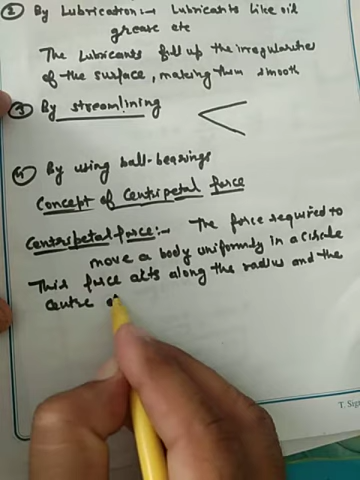 ② By Lubrication:- Lubricants like oil
grease etc
The Lubricants fill up the irregularities
of the surface, making them smooth
③ By streamlining
④ By using ball-bearings
Concept of Centripetal force
Centripetal force:- The force required to
move a body uniformly in a circle
This force acts along the radius and the
centre of
T. Sig